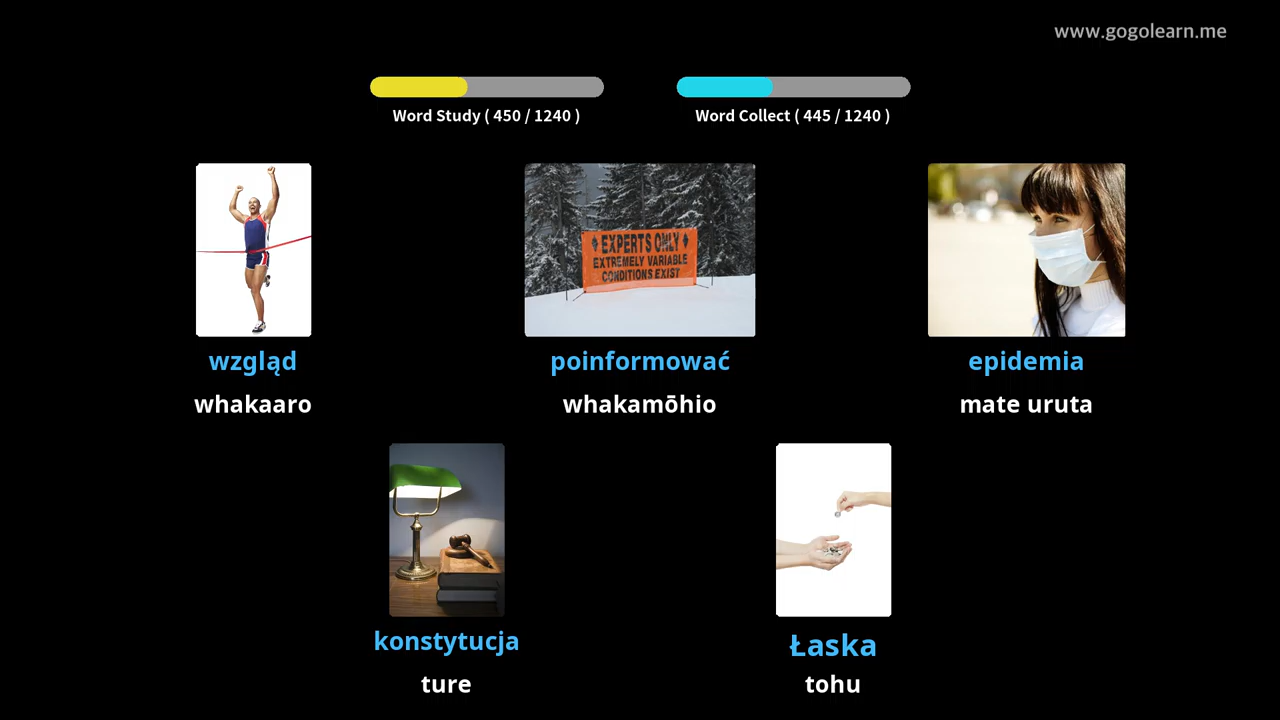 www.gogolearn.me
Word Study ( 450 / 1240 )
Word Collect ( 445 / 1240 )
EXPERTS ONLY
EXTREMELY VARIABLE
CONDITIONS EXIST
wzgląd
whakaaro
poinformować
whakamōhio
epidemia
mate uruta
konstytucja
ture
Łaska
tohu